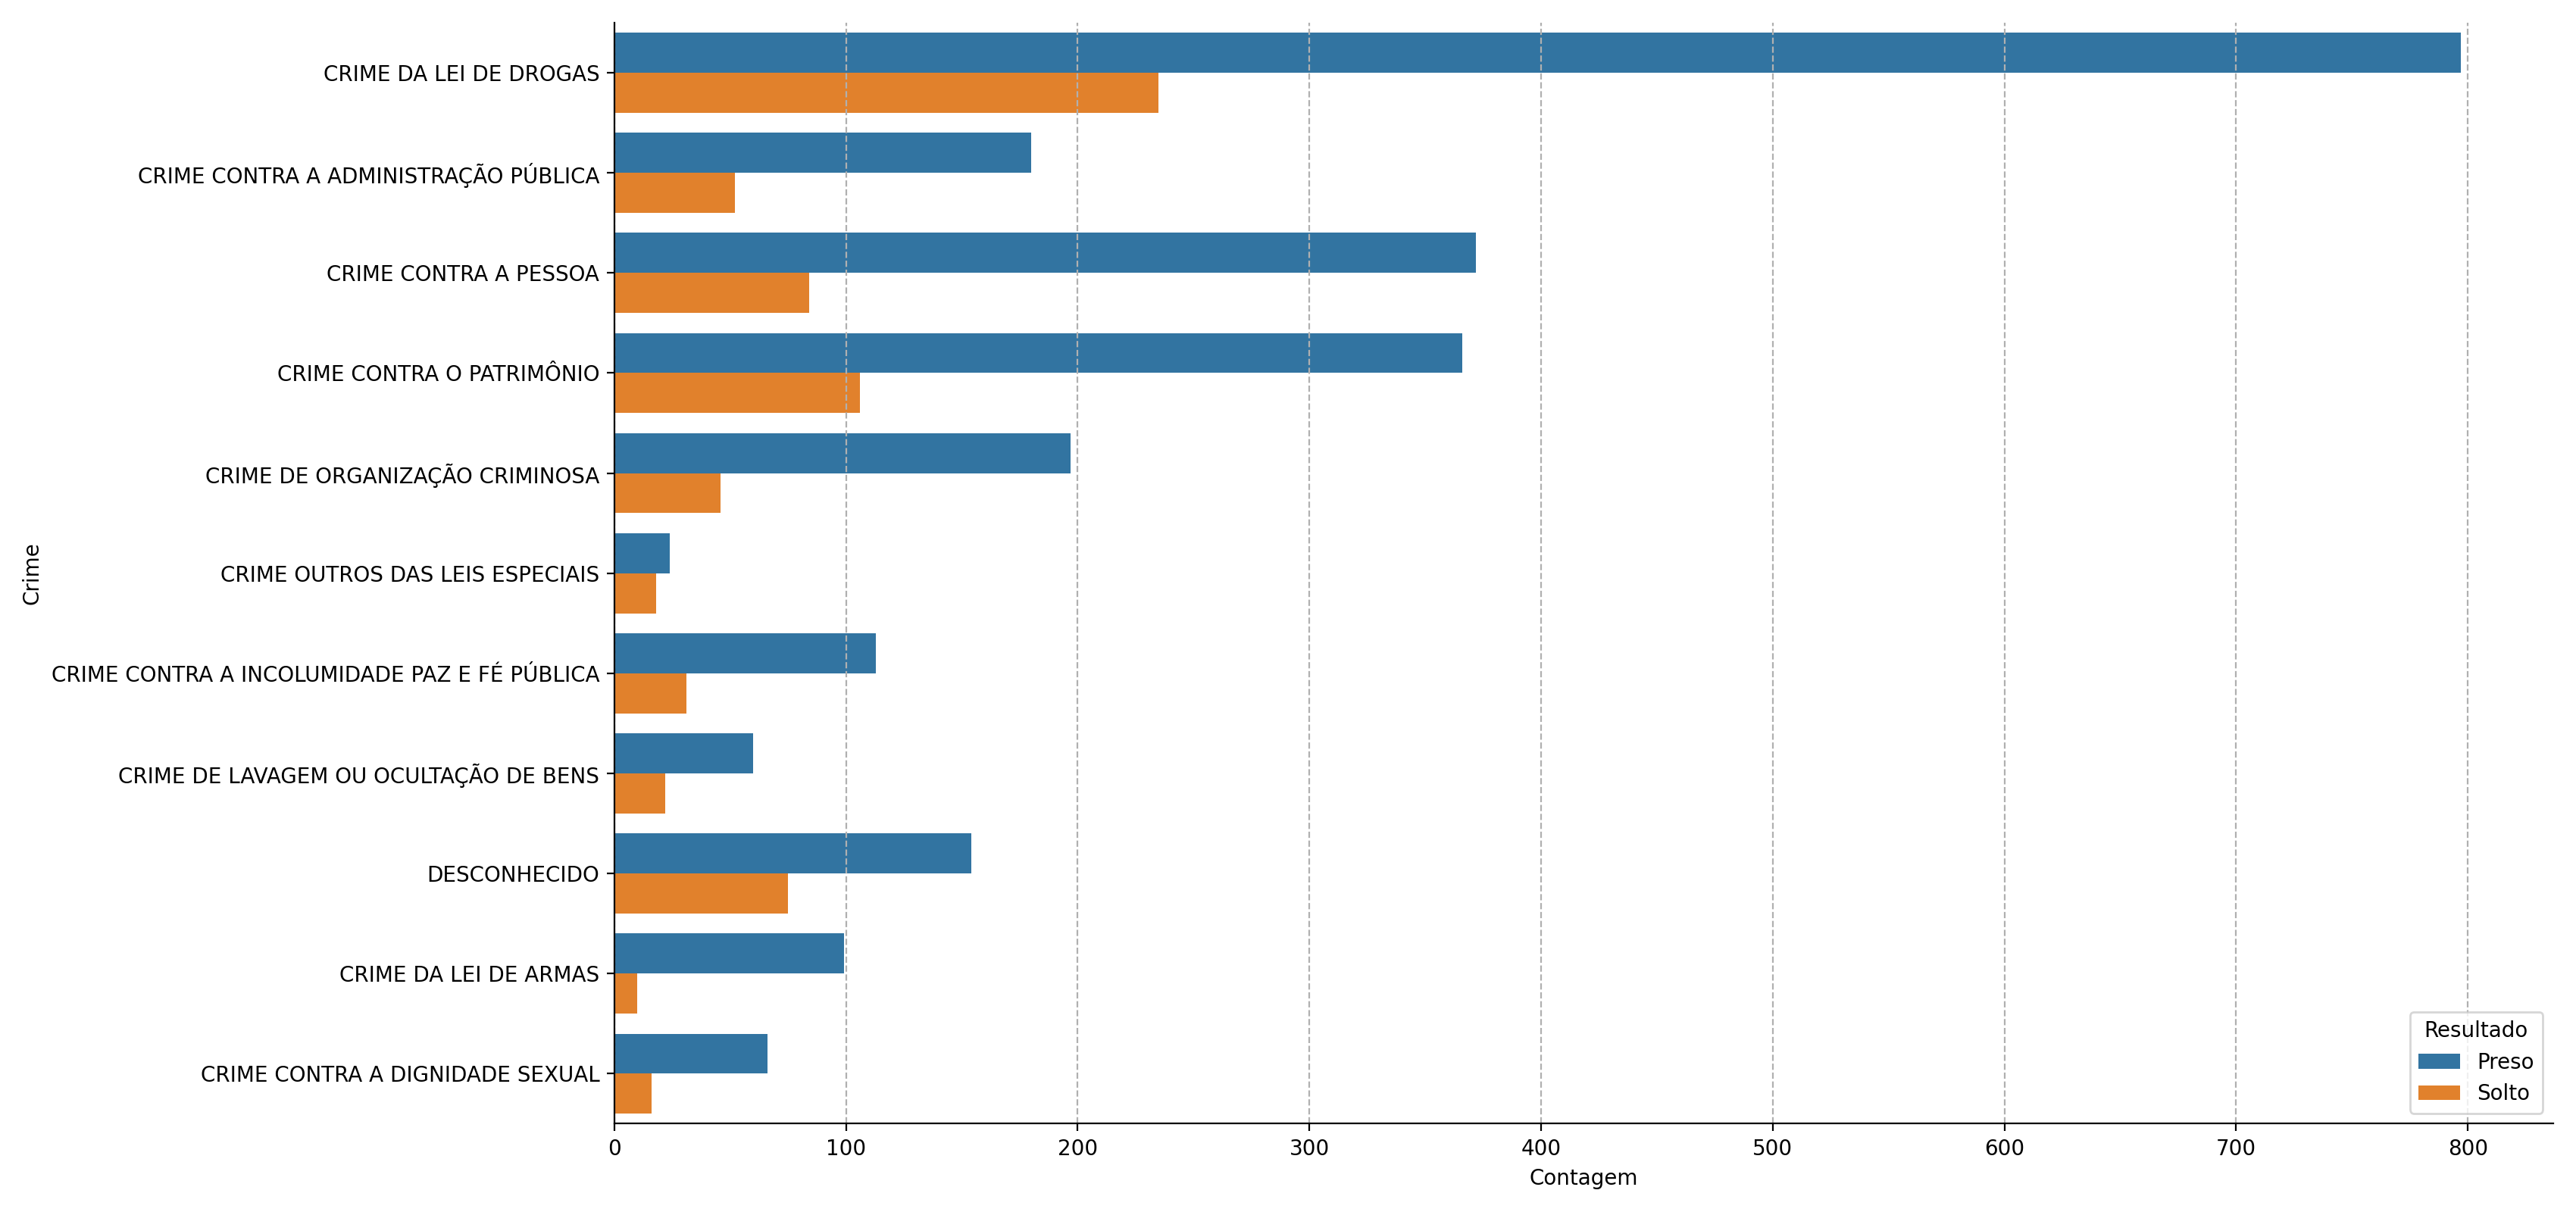 CRIME DA LEI DE DROGAS
CRIME CONTRA A ADMINISTRAÇÃO PÚBLICA
CRIME CONTRA A PESSOA
CRIME CONTRA O PATRIMÔNIO
CRIME DE ORGANIZAÇÃO CRIMINOSA
CRIME OUTROS DAS LEIS ESPECIAIS
CRIME CONTRA A INCOLUMIDADE PAZ E FÉ PÚBLICA
CRIME DE LAVAGEM OU OCULTAÇÃO DE BENS
DESCONHECIDO
CRIME DA LEI DE ARMAS
CRIME CONTRA A DIGNIDADE SEXUAL
Crime
Resultado
Preso
Solto
0 100 200 300 400 500 600 700 800
Contagem